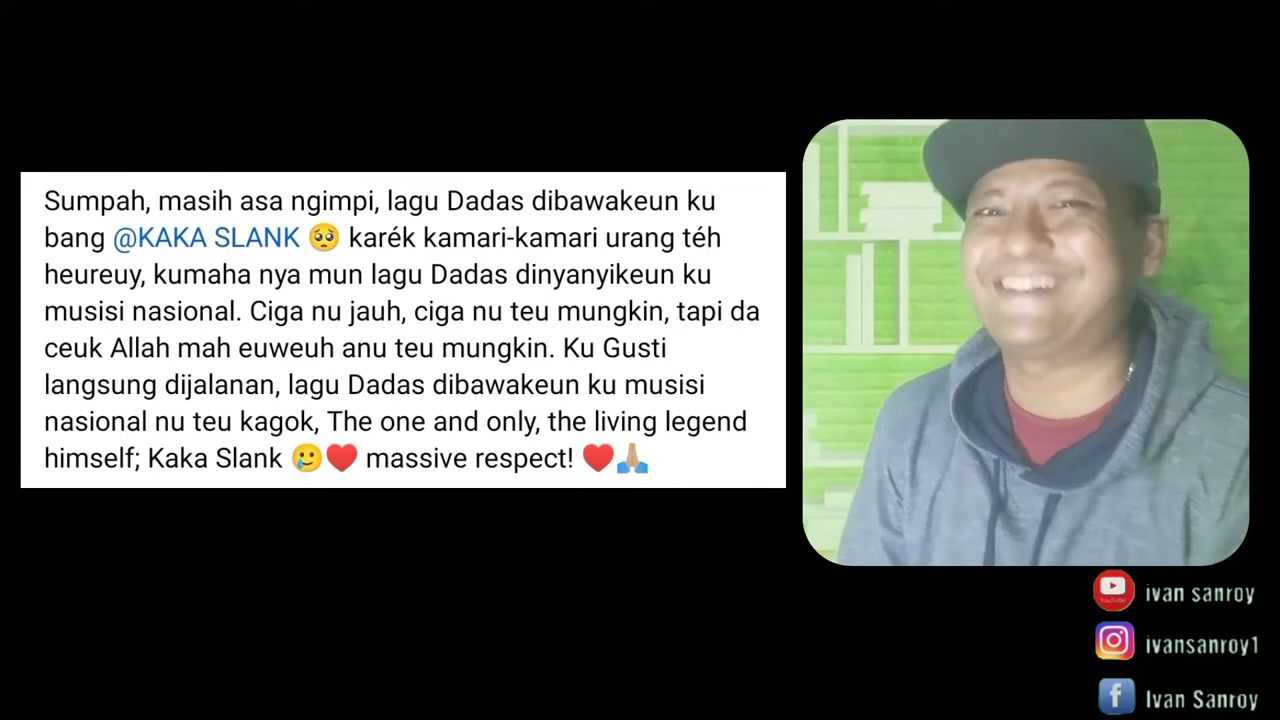 Sumpah, masih asa ngimpi, lagu Dadas dibawakeun ku
bang @KAKA SLANK 🥺 karék kamari-kamari urang téh
heureuy, kumaha nya mun lagu Dadas dinyanyikeun ku
musisi nasional. Ciga nu jauh, ciga nu teu mungkin, tapi da
ceuk Allah mah euweuh anu teu mungkin. Ku Gusti
langsung dijalanan, lagu Dadas dibawakeun ku musisi
nasional nu teu kagok, The one and only, the living legend
himself; Kaka Slank 🥲♥️ massive respect! ♥️🙏🏽
YouTube
ivan sanroy
ivansanroy1
Ivan Sanroy